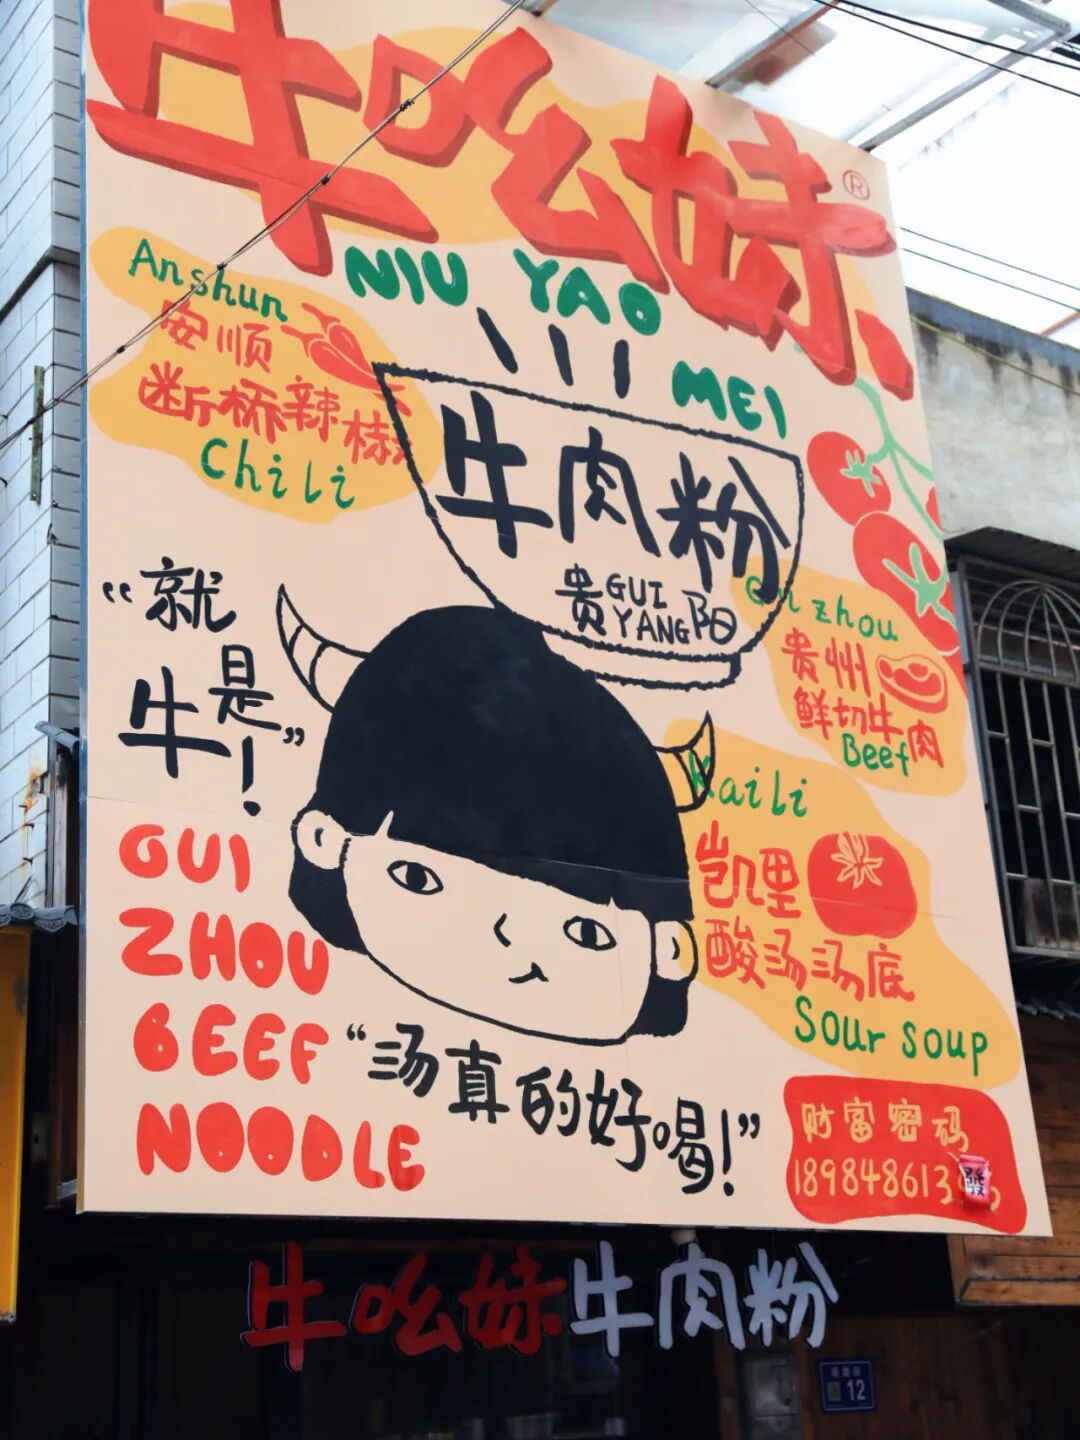 牛吆妹
®
NIU YAO MEI
Anshun
安顺
断桥辣椒
Chili
牛肉粉
贵 GUI YANG 阳
"就是牛!"
贵州
鲜切牛肉
Beef
Kaili
凯里
酸汤汤底
Sour soup
GUI
ZHOU
BEEF
NOODLE
"汤真的好喝!"
财富密码
發
牛吆妹牛肉粉
12